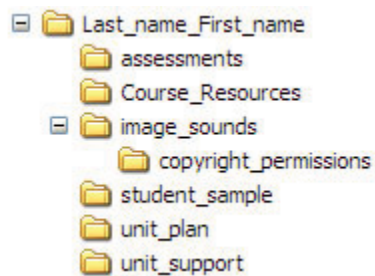 Last_name_First_name
assessments
Course_Resources
image_sounds
copyright_permissions
student_sample
unit_plan
unit_support